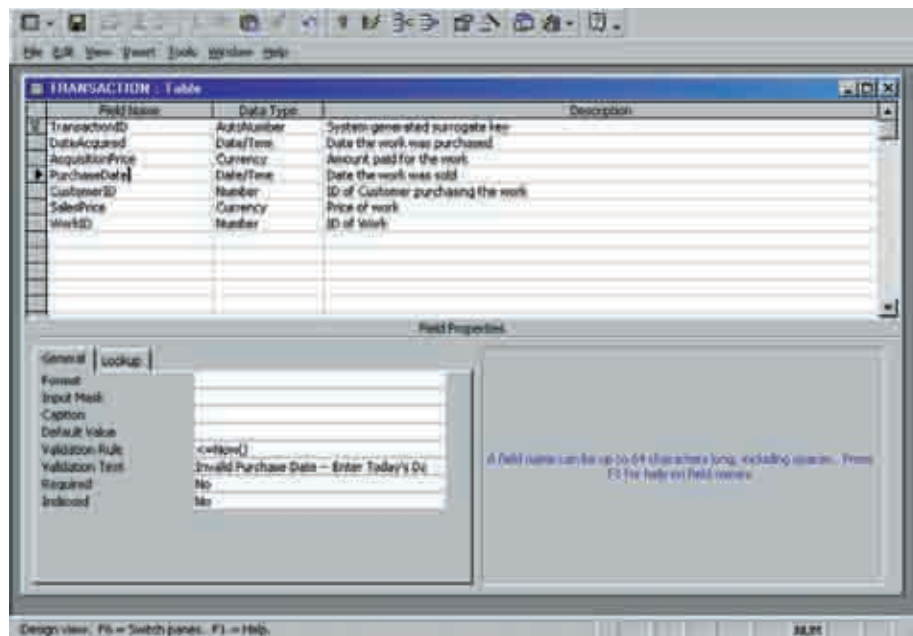 File Edit View Insert Tools Window Help
TRANSACTION : Table
Field Name Data Type Description
TransactionID AutoNumber System generated surrogate key
DateAcquired Date/Time Date the work was purchased
AcquisitionPrice Currency Amount paid for the work
PurchaseDate Date/Time Date the work was sold
CustomerID Number ID of Customer purchasing the work
SalesPrice Currency Price of work
WorkID Number ID of Work
Field Properties
General Lookup
Format
Input Mask
Caption
Default Value
Validation Rule <=Now()
Validation Text Invalid Purchase Date -- Enter Today's Da
Required No
Indexed No
A field name can be up to 64 characters long, including spaces. Press
F1 for help on field names.
Design view. F6 = Switch panes. F1 = Help. NUM